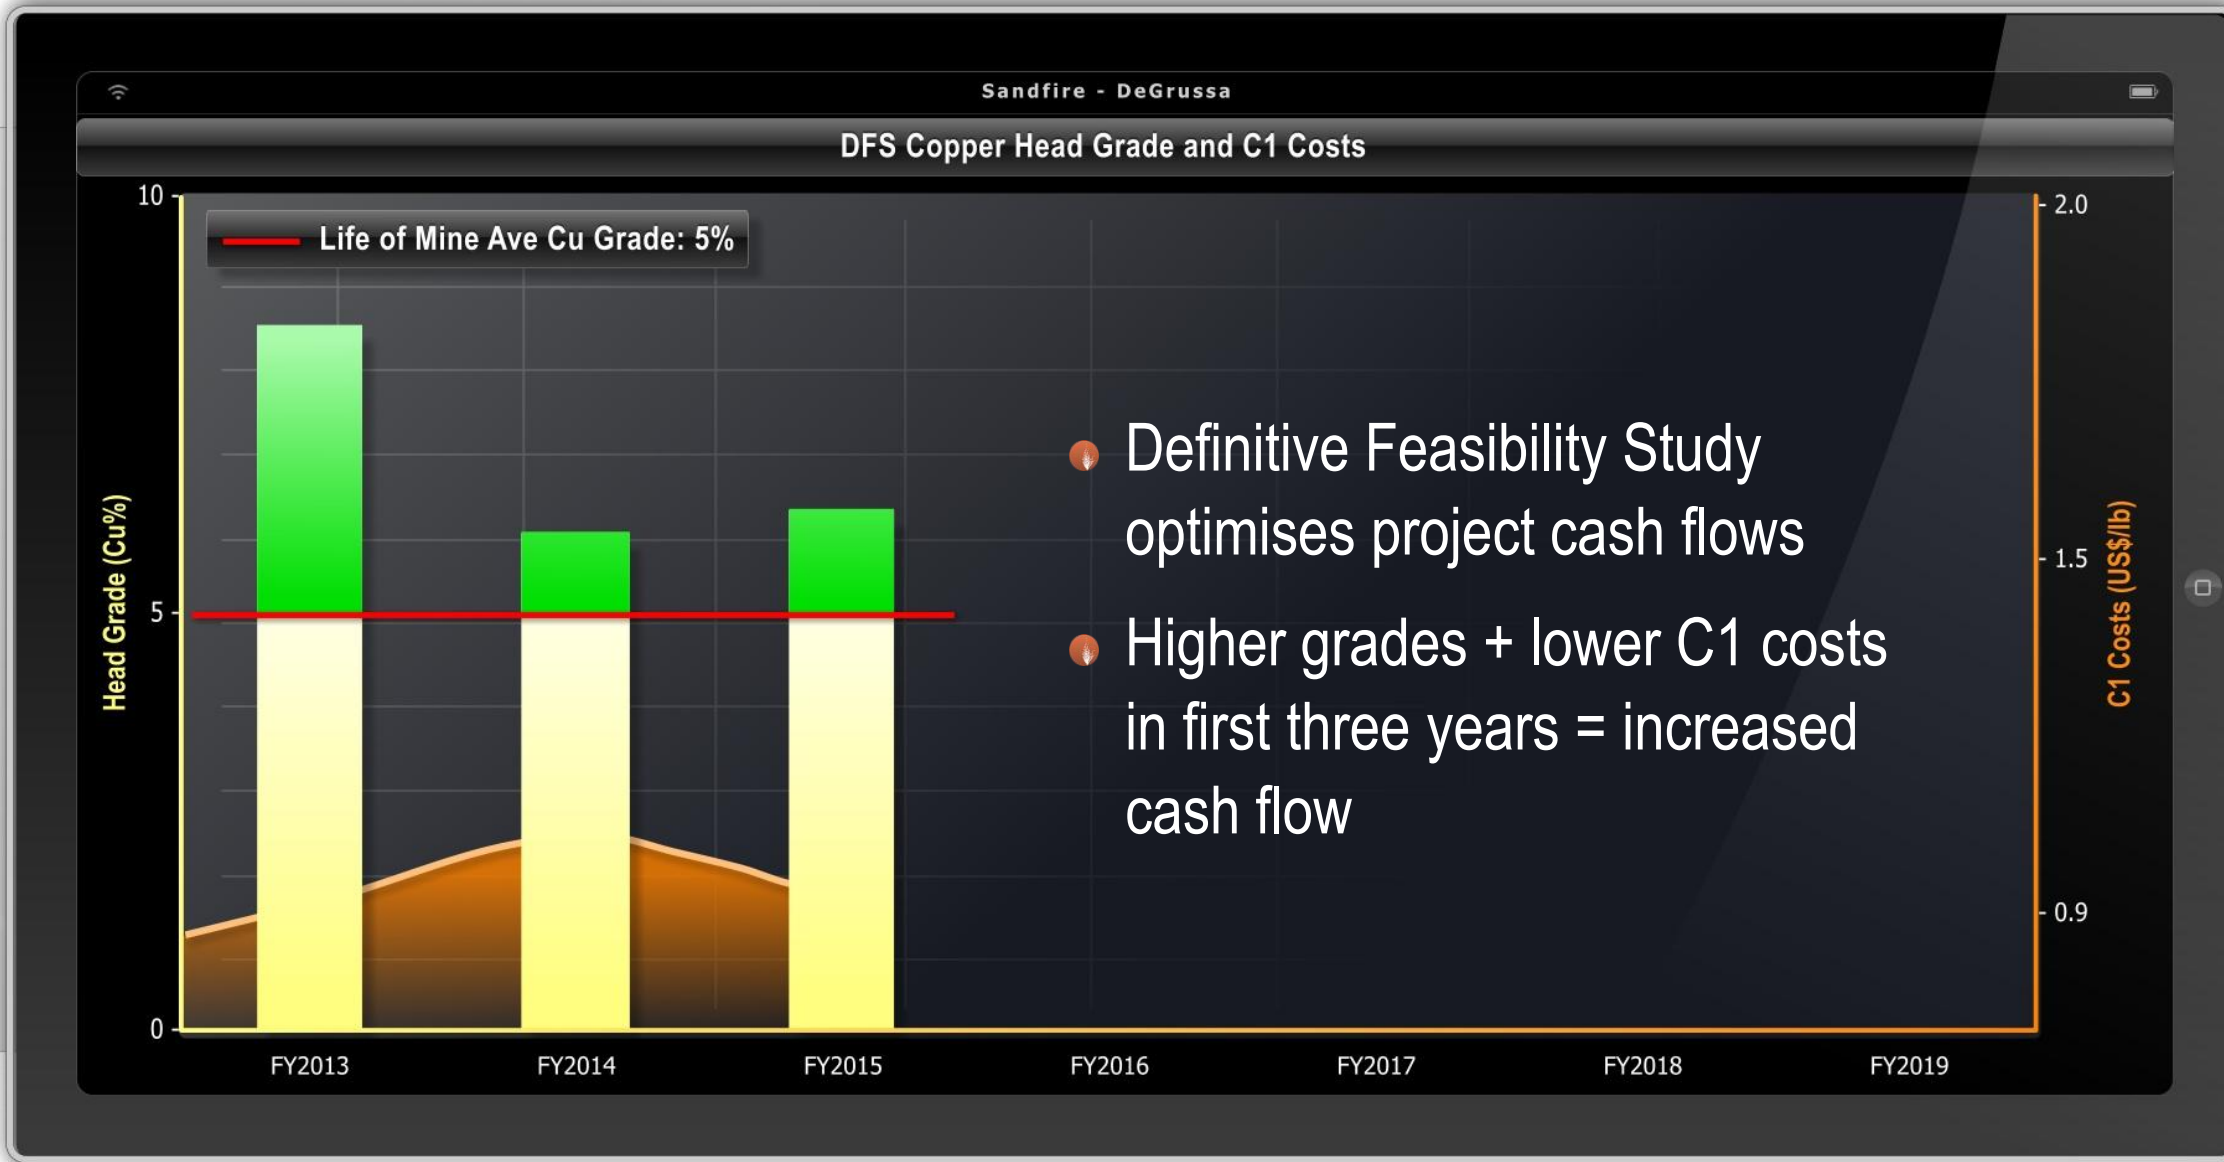 Sandfire - DeGrussa
DFS Copper Head Grade and C1 Costs
Life of Mine Ave Cu Grade: 5%
Head Grade (Cu%)
10
5
0
Definitive Feasibility Study
optimises project cash flows
Higher grades + lower C1 costs
in first three years = increased
cash flow
2.0
1.5
0.9
C1 Costs (US$/lb)
FY2013 FY2014 FY2015 FY2016 FY2017 FY2018 FY2019